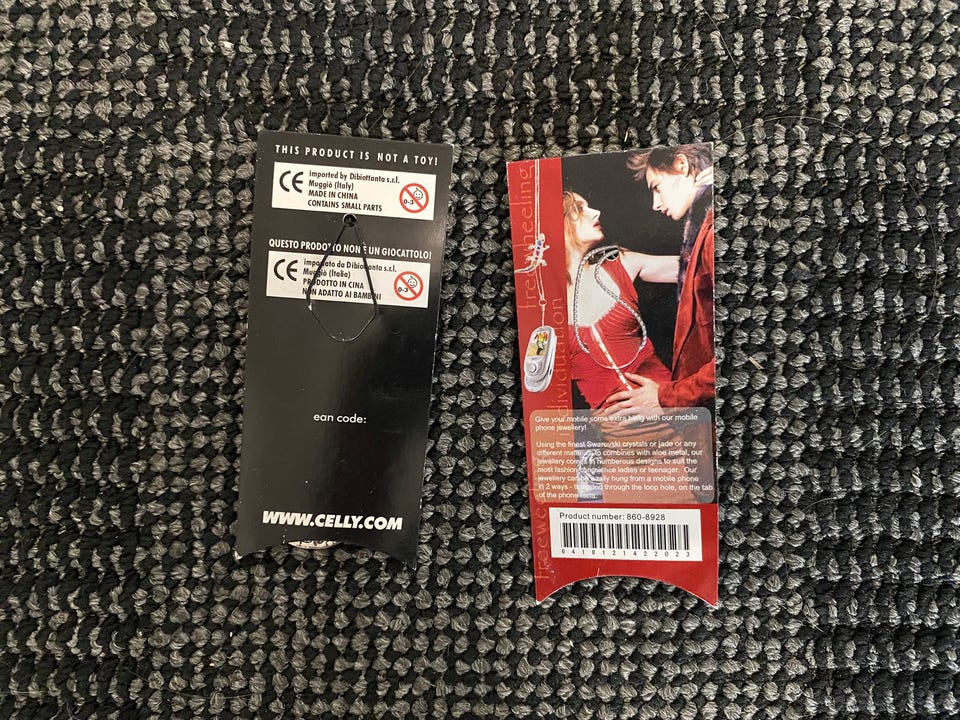 THIS PRODUCT IS NOT A TOY!
CE
imported by Dibiottanta s.r.l.
Muggiò (Italy)
MADE IN CHINA
CONTAINS SMALL PARTS
0-3
QUESTO PRODOTTO NON È UN GIOCATTOLO!
CE
importato da Dibiottanta s.r.l.
Muggiò (Italia)
PRODOTTO IN CINA
NON ADATTO AI BAMBINI
0-3
ean code:
WWW.CELLY.COM
freewheeling
Give your mobile some extra bling with our mobile
phone jewellery!
Using the finest Swarovski crystals or jade or any
different materials to combines with aloe metal, our
jewellery comes in numberous designs to suit the
most fashion conscience ladies or teenager. Our
jewellery can be easily hung from a mobile phone
in 2 ways - threaded through the loop hole, on the tab
of the phone facia.
Product number: 860-8928
6418121422023